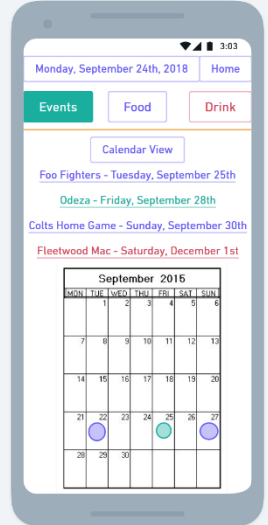 3:03
Monday, September 24th, 2018 Home
Events Food Drink
Calendar View
Foo Fighters - Tuesday, September 25th
Odeza - Friday, September 28th
Colts Home Game - Sunday, September 30th
Fleetwood Mac - Saturday, December 1st
September 2015
MON TUE WED THU FRI SAT SUN
1 2 3 4 5 6
7 8 9 10 11 12 13
14 15 16 17 18 19 20
21 22 23 24 25 26 27
28 29 30